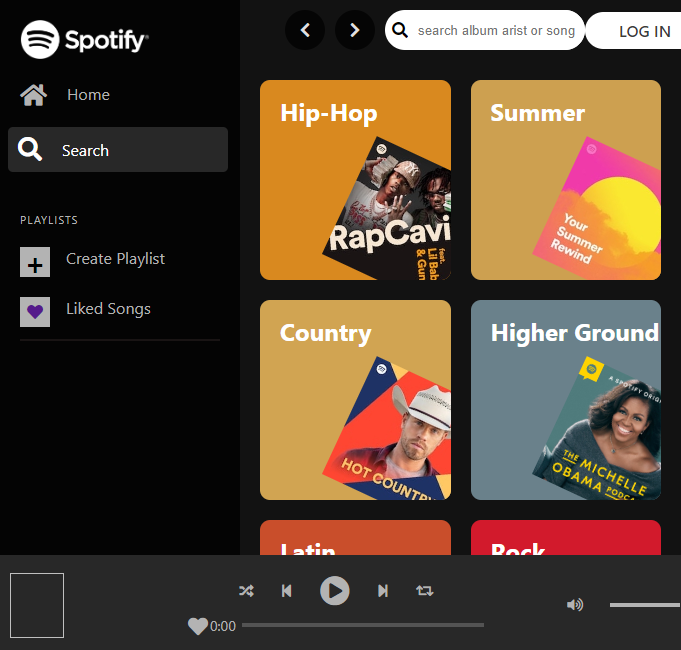 Spotify®
search album arist or song
LOG IN
Home
Search
PLAYLISTS
Create Playlist
Liked Songs
Hip-Hop
RapCavi
feat.
Lil Bab
& Gun
Summer
Your
Summer
Rewind
Country
HOT COUNTRY
Higher Ground
A SPOTIFY ORIG
THE MICHELLE
OBAMA PODC
Latin
Rock
0:00